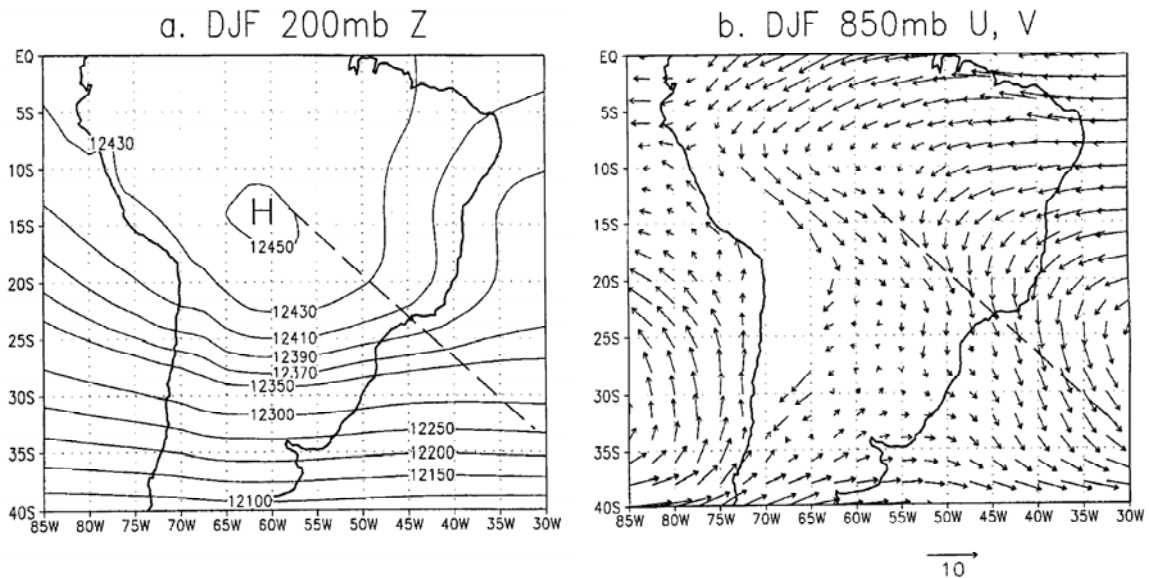 a. DJF 200mb Z
EQ
5S
10S
15S
20S
25S
30S
35S
40S
85W 80W 75W 70W 65W 60W 55W 50W 45W 40W 35W 30W
12430
H
12450
12430
12410
12390
12370
12350
12300
12250
12200
12150
12100
b. DJF 850mb U, V
EQ
5S
10S
15S
20S
25S
30S
35S
40S
85W 80W 75W 70W 65W 60W 55W 50W 45W 40W 35W 30W
10